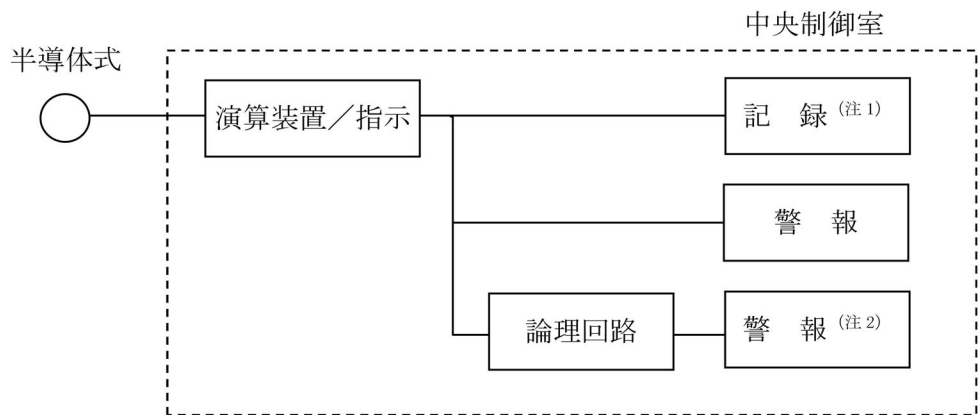 中央制御室
半導体式
演算装置／指示
記 録 (注1)
警 報
論理回路
警 報 (注2)